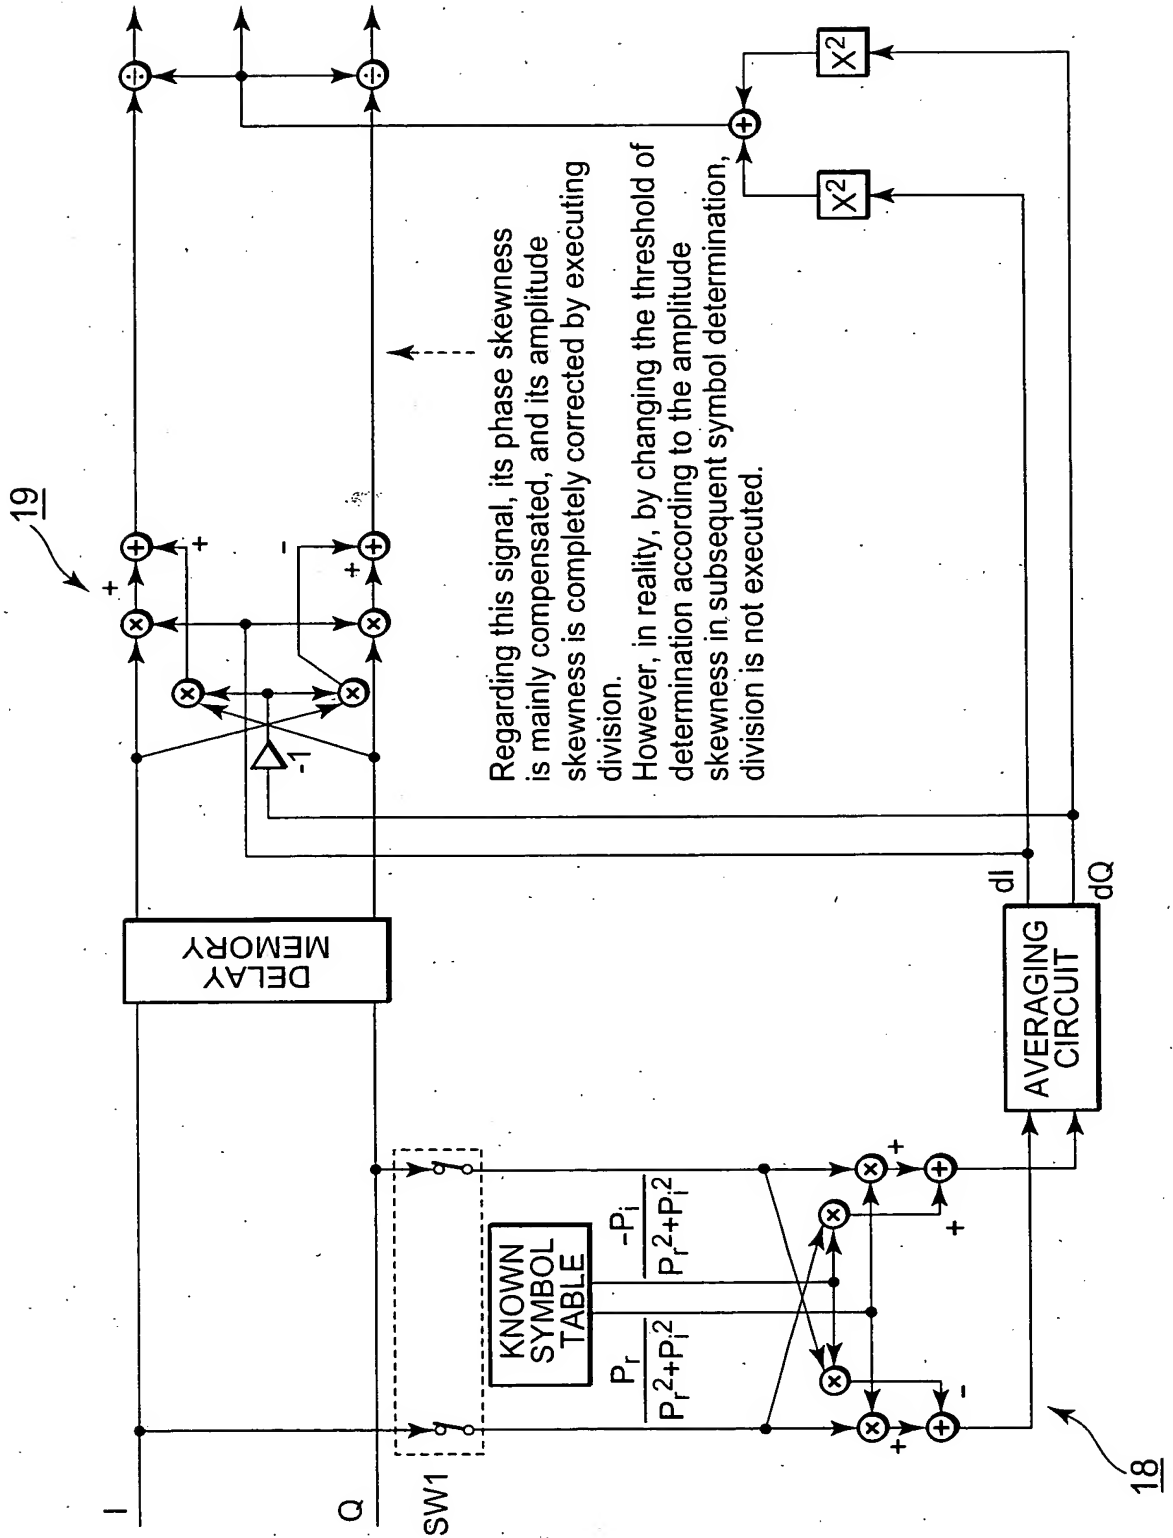 19
18
I
Q
SW1
DELAY
MEMORY
KNOWN
SYMBOL
TABLE
Pr
Pr²+Pi²
-Pi
Pr²+Pi²
×
×
×
×
+
+
+
-
+
+
AVERAGING
CIRCUIT
dI
dQ
-1
×
×
×
×
+
+
+
+
-
+
÷
÷
X²
X²
+
Regarding this signal, its phase skewness
is mainly compensated, and its amplitude
skewness is completely corrected by executing
division.
However, in reality, by changing the threshold of
determination according to the amplitude
skewness in subsequent symbol determination,
division is not executed.